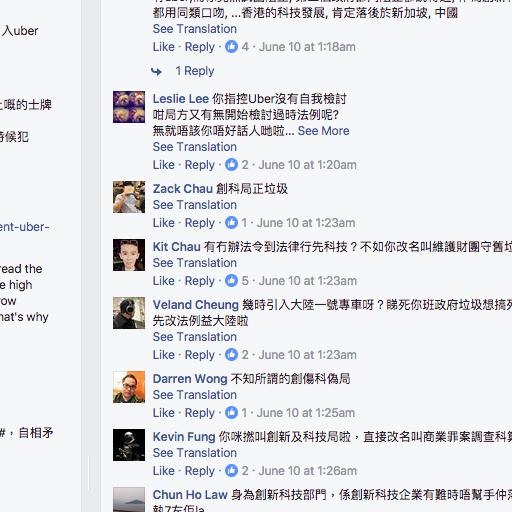 入uber
上嘅的士牌
時候犯
ent-uber-
read the
e high
row
hat's why
#，自相矛
都用同類口吻, ...香港的科技發展, 肯定落後於新加坡, 中國
See Translation
Like · Reply · 4 · June 10 at 1:18am
1 Reply
Leslie Lee 你指控Uber沒有自我檢討
咁局方又有無開始檢討過時法例呢?
無就唔該你唔好話人哋啦... See More
See Translation
Like · Reply · 2 · June 10 at 1:20am
Zack Chau 創科局正垃圾
See Translation
Like · Reply · 1 · June 10 at 1:23am
Kit Chau 有冇辦法令到法律行先科技？不如你改名叫維護財團守舊垃
See Translation
Like · Reply · 5 · June 10 at 1:23am
Veland Cheung 幾時引入大陸一號專車呀？睇死你班政府垃圾想搞死
先改法例益大陸啦
See Translation
Like · Reply · 2 · June 10 at 1:23am
Darren Wong 不知所謂的創傷科偽局
See Translation
Like · Reply · 1 · June 10 at 1:25am
Kevin Fung 你咪撚叫創新及科技局啦，直接改名叫商業罪案調查科算
See Translation
Like · Reply · 2 · June 10 at 1:26am
Chun Ho Law 身為創新科技部門，係創新科技企業有難時唔幫手仲落